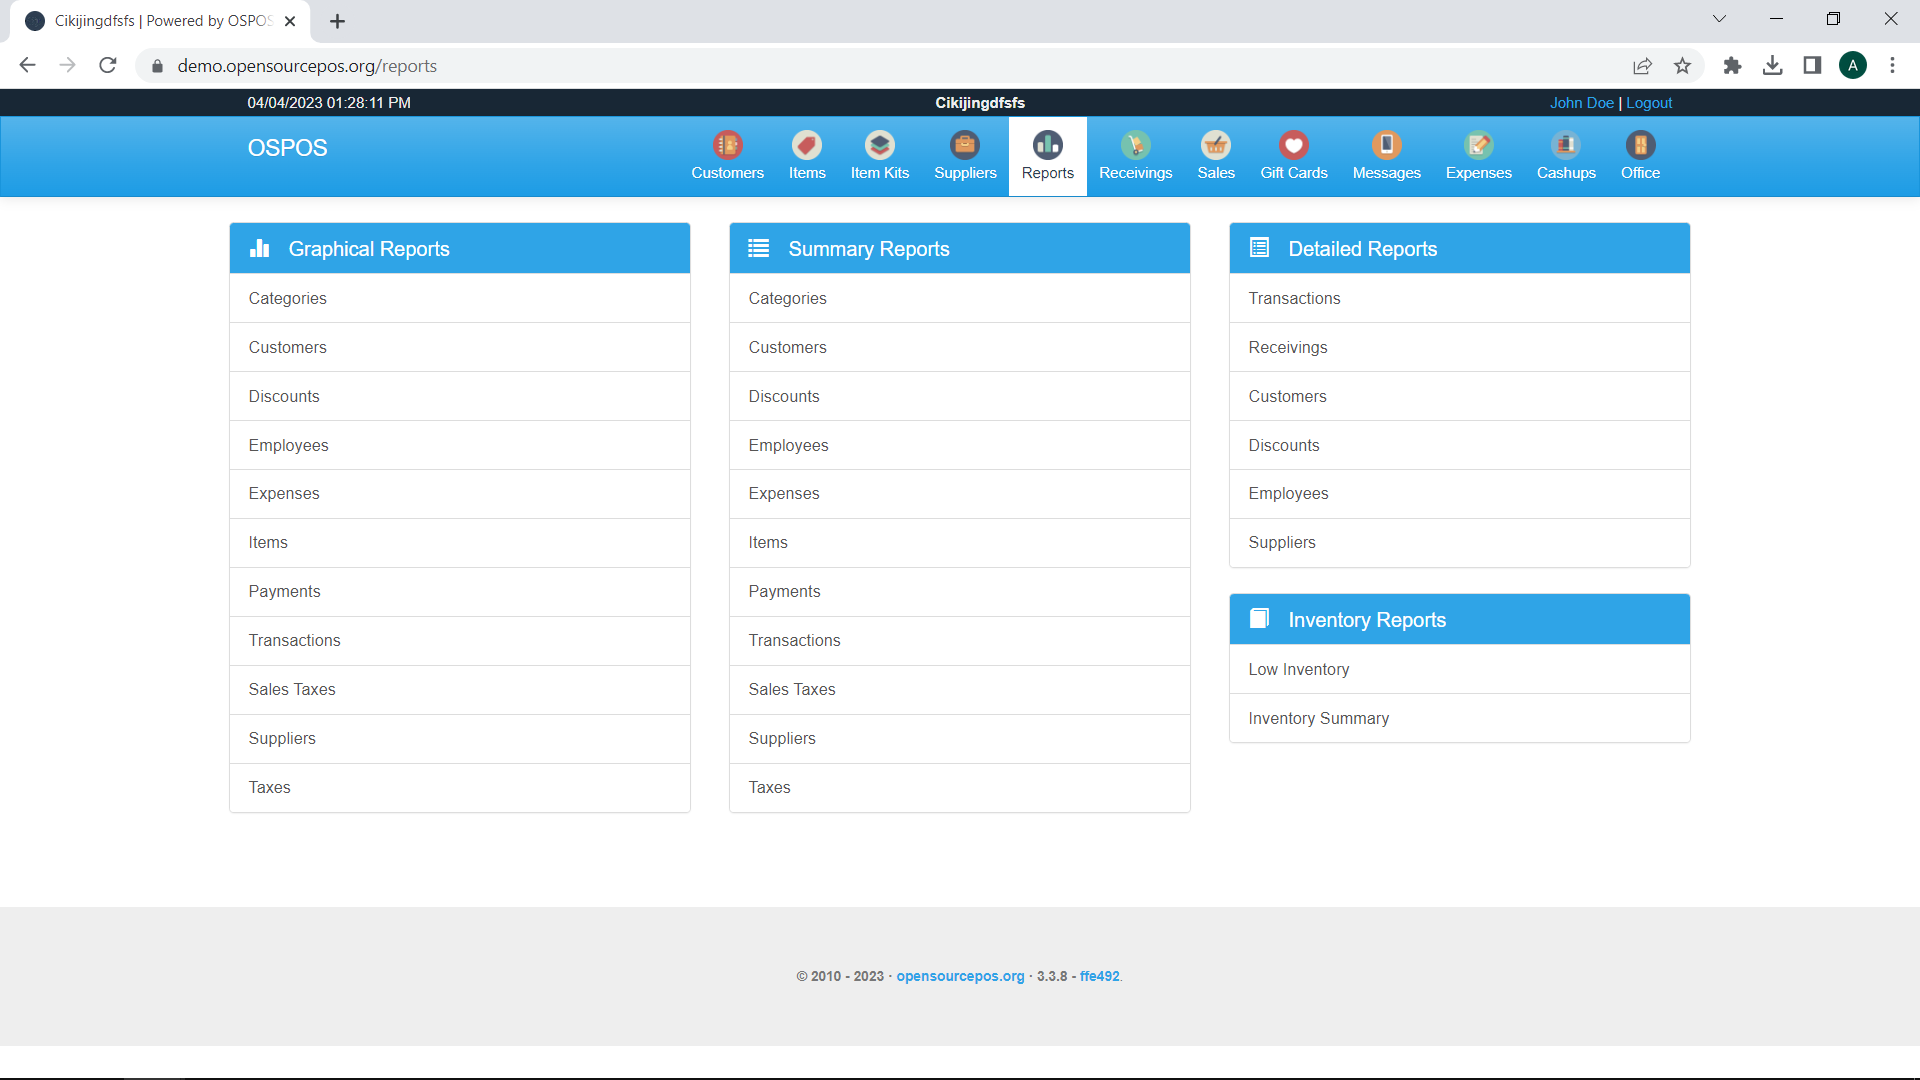 Cikijingdfsfs | Powered by OSPOS
demo.opensourcepos.org/reports
A
04/04/2023 01:28:11 PM
Cikijingdfsfs
John Doe | Logout
OSPOS
Customers
Items
Item Kits
Suppliers
Reports
Receivings
Sales
Gift Cards
Messages
Expenses
Cashups
Office
Graphical Reports
Categories
Customers
Discounts
Employees
Expenses
Items
Payments
Transactions
Sales Taxes
Suppliers
Taxes
Summary Reports
Categories
Customers
Discounts
Employees
Expenses
Items
Payments
Transactions
Sales Taxes
Suppliers
Taxes
Detailed Reports
Transactions
Receivings
Customers
Discounts
Employees
Suppliers
Inventory Reports
Low Inventory
Inventory Summary
© 2010 - 2023 · opensourcepos.org · 3.3.8 - ffe492.